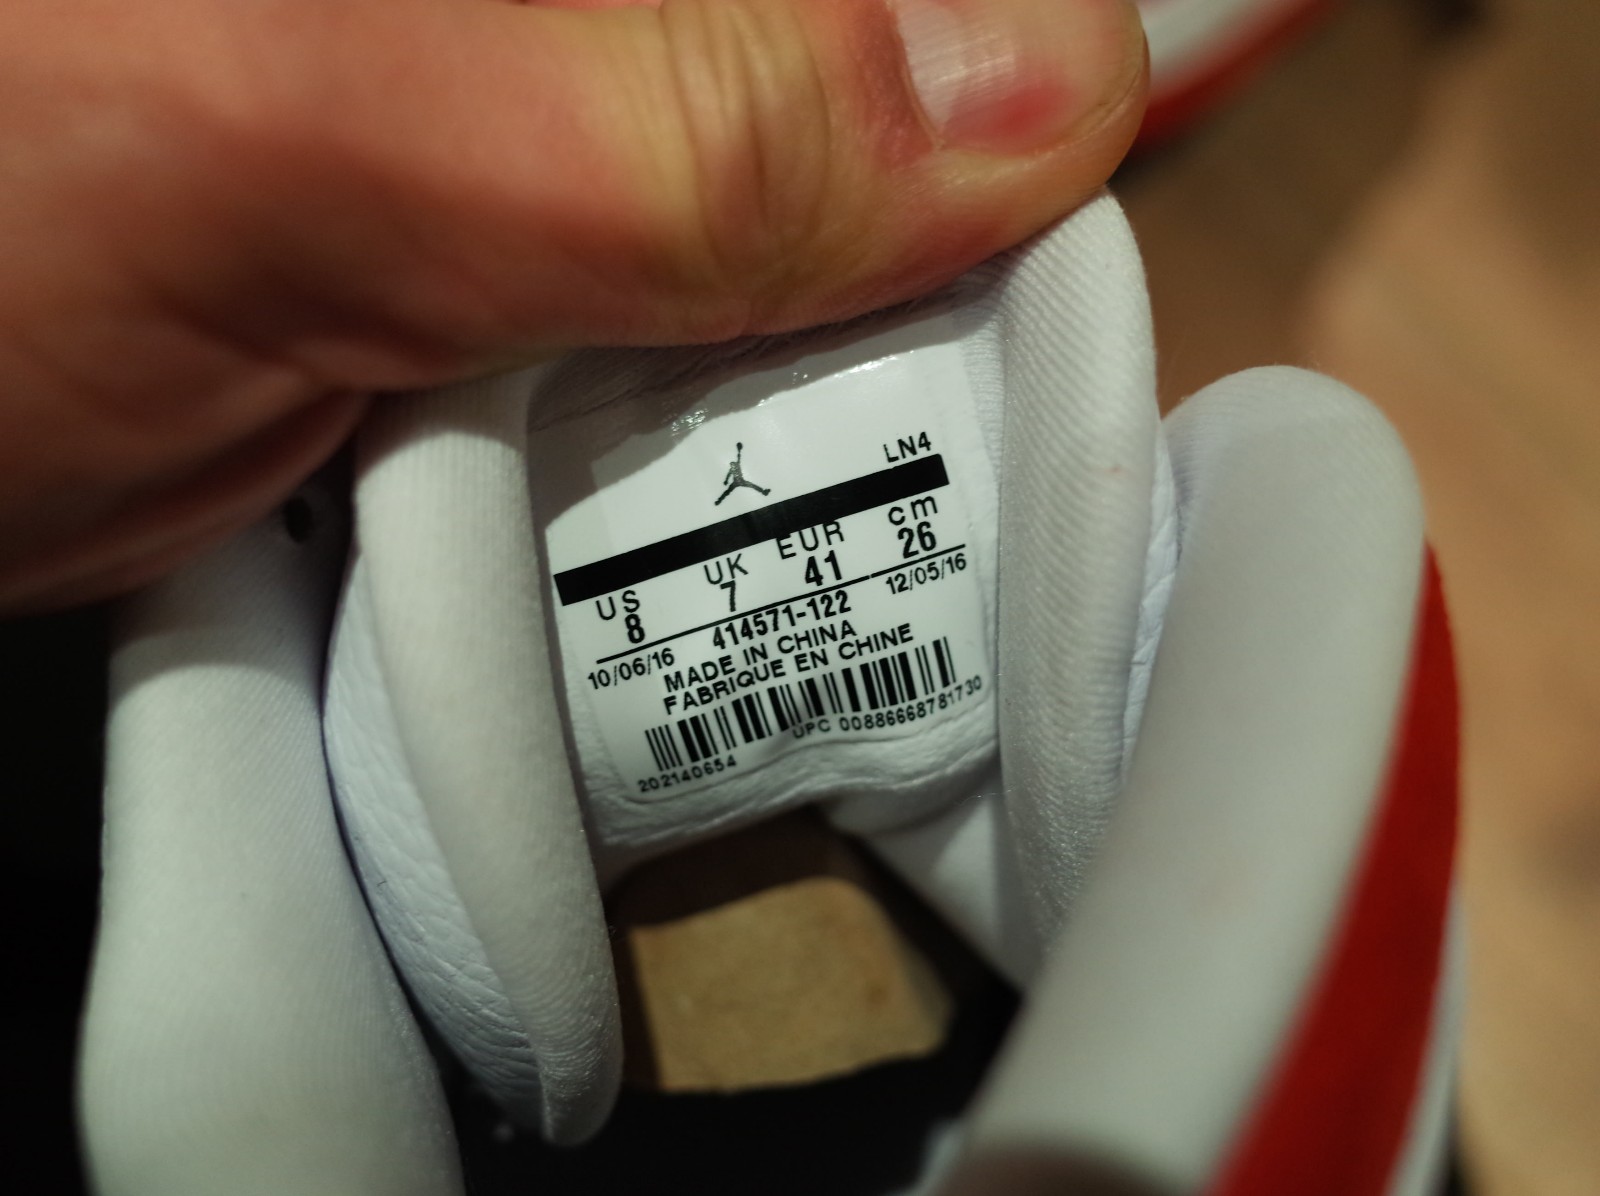 LN4
US UK EUR cm
8 7 41 26
10/06/16 414571-122 12/05/16
MADE IN CHINA
FABRIQUE EN CHINE
202140654 UPC 00886668781730